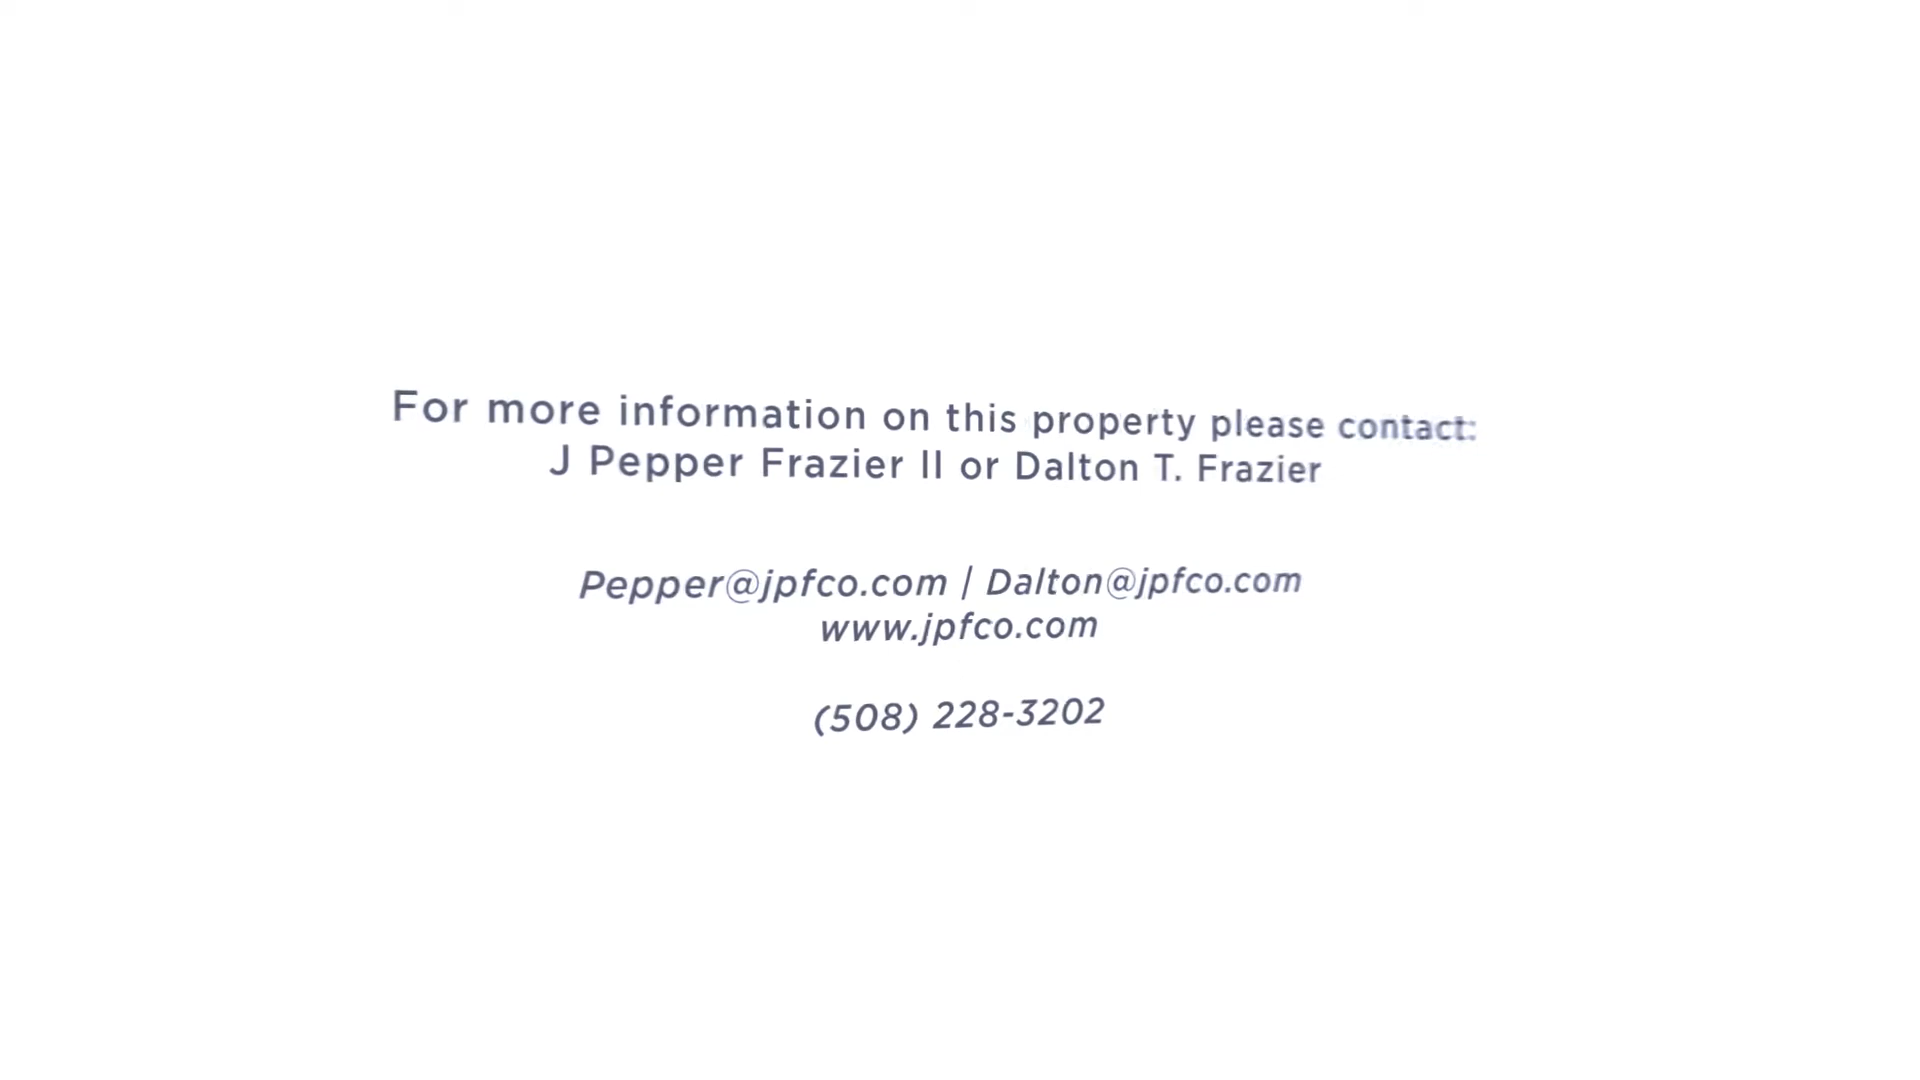 For more information on this property please contact:
J Pepper Frazier II or Dalton T. Frazier
Pepper@jpfco.com | Dalton@jpfco.com
www.jpfco.com
(508) 228-3202